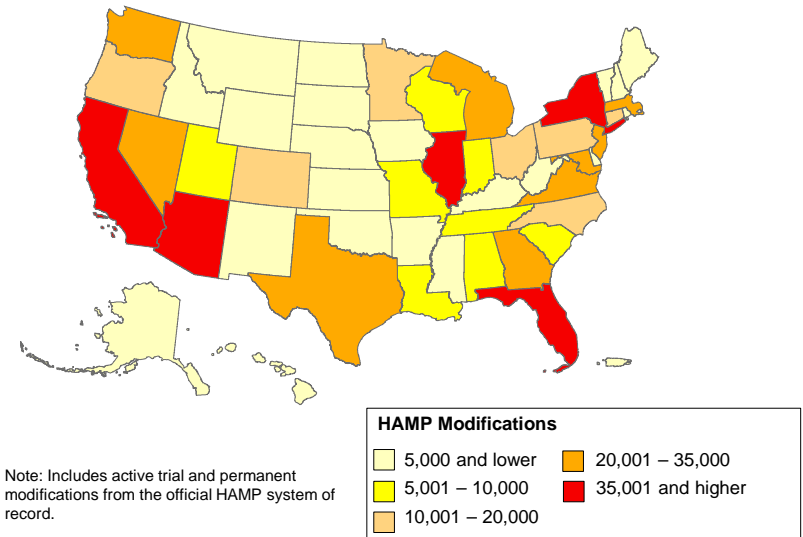 HAMP Modifications
5,000 and lower
20,001 – 35,000
5,001 – 10,000
35,001 and higher
10,001 – 20,000
Note: Includes active trial and permanent
modifications from the official HAMP system of
record.